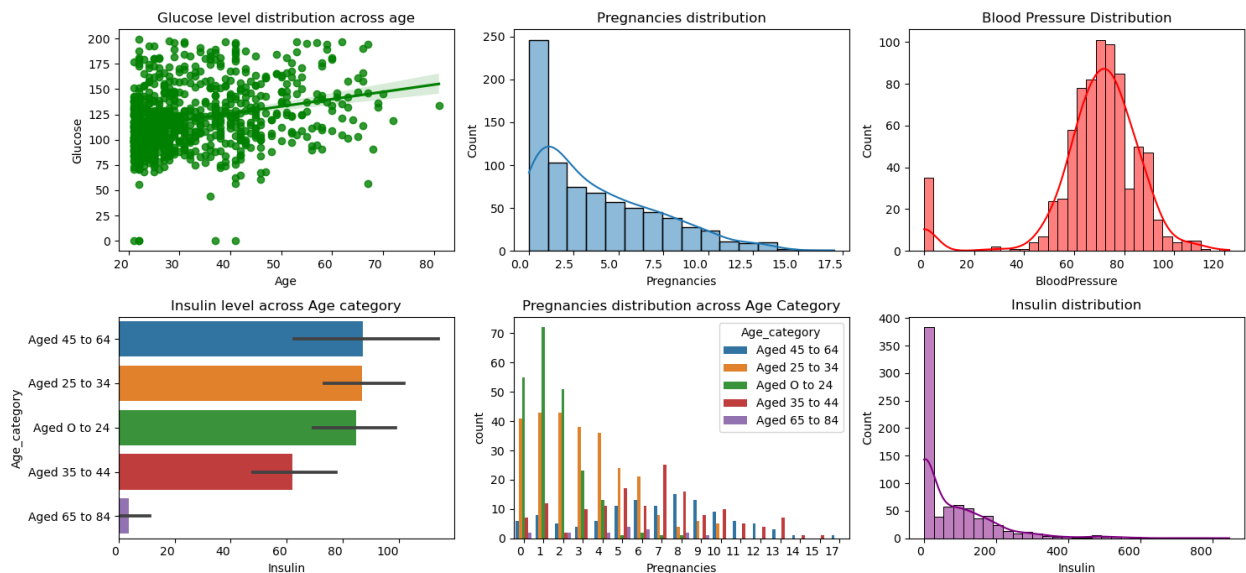 Glucose level distribution across age
Glucose
200
175
150
125
100
75
50
25
0
20 30 40 50 60 70 80
Age
Pregnancies distribution
Count
250
200
150
100
50
0
0.0 2.5 5.0 7.5 10.0 12.5 15.0 17.5
Pregnancies
Blood Pressure Distribution
Count
100
80
60
40
20
0
0 20 40 60 80 100 120
BloodPressure
Insulin level across Age category
Age_category
Aged 45 to 64
Aged 25 to 34
Aged O to 24
Aged 35 to 44
Aged 65 to 84
0 20 40 60 80 100
Insulin
Pregnancies distribution across Age Category
count
70
60
50
40
30
20
10
0
Age_category
Aged 45 to 64
Aged 25 to 34
Aged O to 24
Aged 35 to 44
Aged 65 to 84
0 1 2 3 4 5 6 7 8 9 10 11 12 13 14 15 17
Pregnancies
Insulin distribution
Count
400
350
300
250
200
150
100
50
0
0 200 400 600 800
Insulin